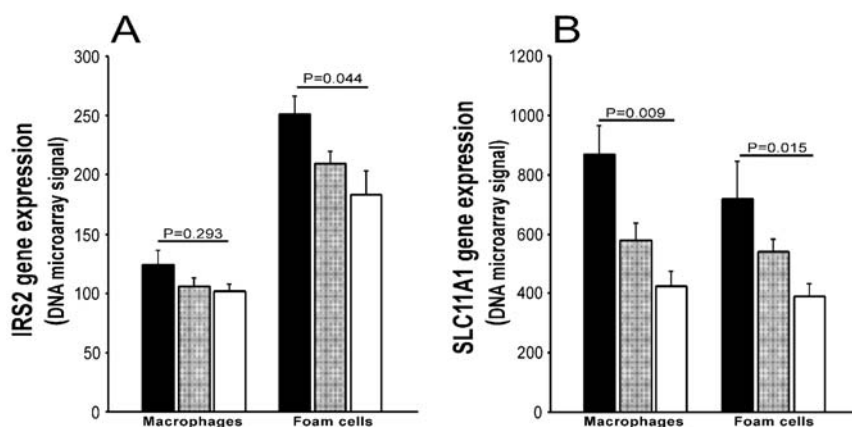 A
IRS2 gene expression
(DNA microarray signal)
300
250
200
150
100
50
0
P=0.293
P=0.044
Macrophages
Foam cells
B
SLC11A1 gene expression
(DNA microarray signal)
1200
1000
800
600
400
200
0
P=0.009
P=0.015
Macrophages
Foam cells